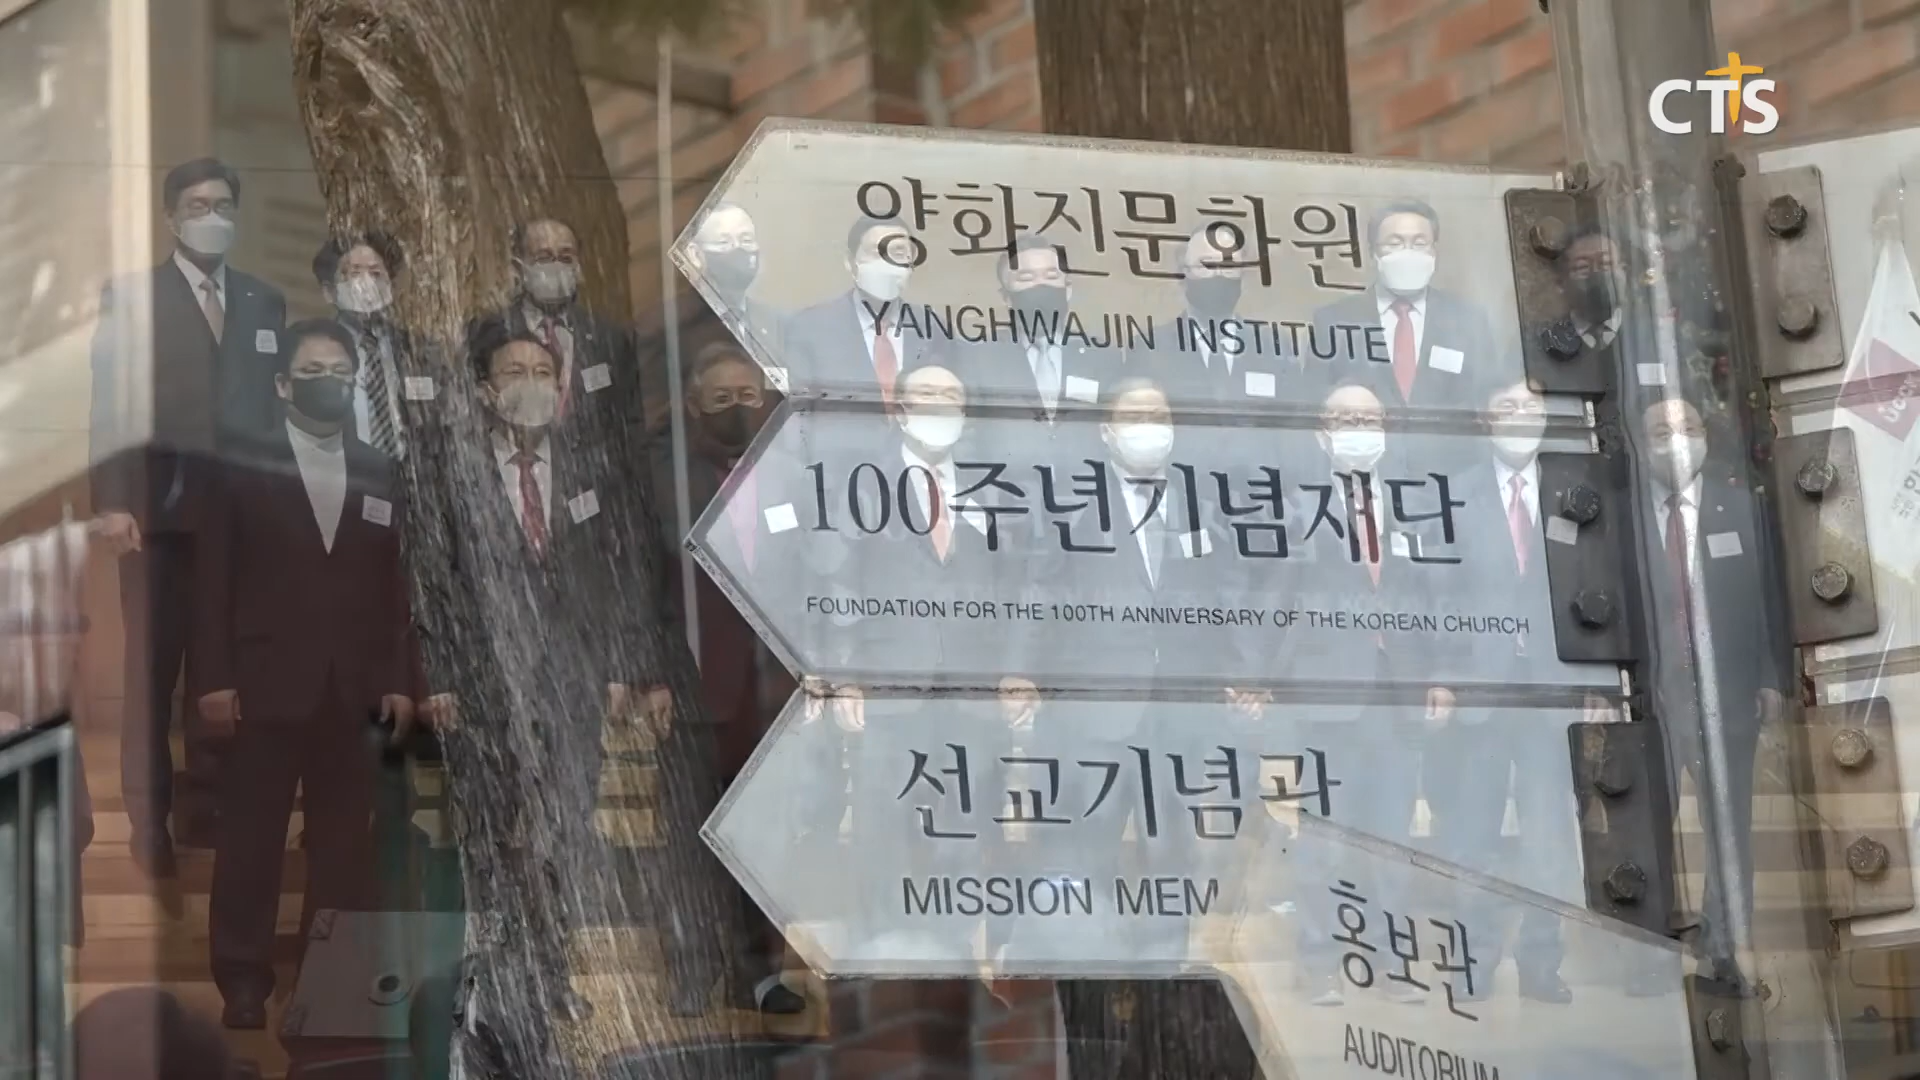 CTS
양화진문화원
YANGHWAJIN INSTITUTE
100주년기념재단
FOUNDATION FOR THE 100TH ANNIVERSARY OF THE KOREAN CHURCH
선교기념관
MISSION MEM
홍보관
AUDITORIUM